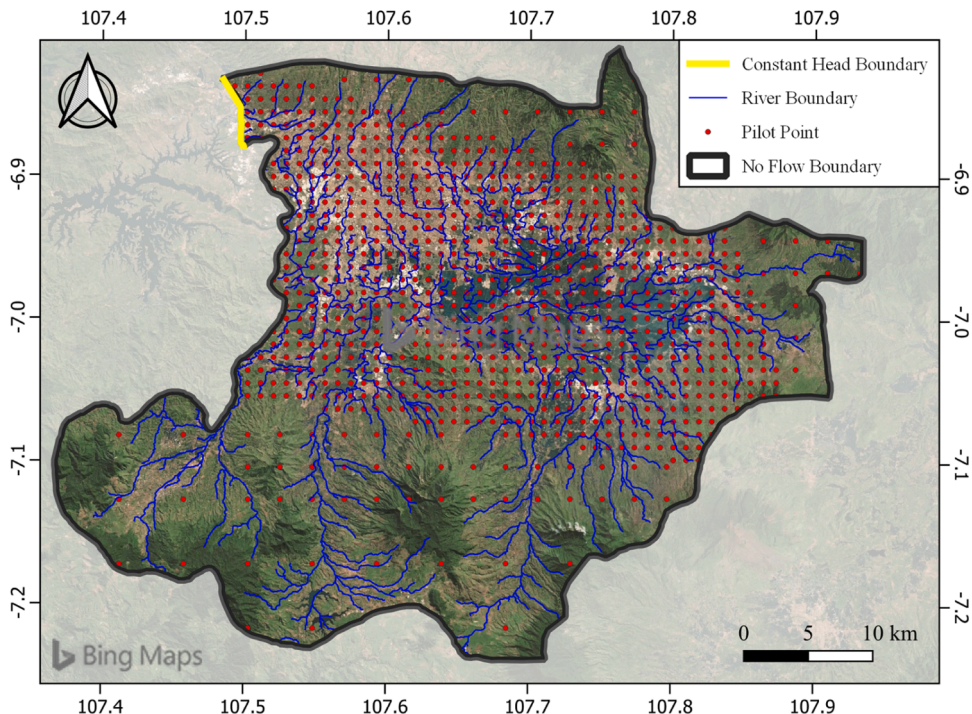 107.4 107.5 107.6 107.7 107.8 107.9
Constant Head Boundary
River Boundary
Pilot Point
No Flow Boundary
-6.9 -6.9
-7.0 -7.0
-7.1 -7.1
-7.2 -7.2
Bing Maps
0 5 10 km
Bing Maps
107.4 107.5 107.6 107.7 107.8 107.9